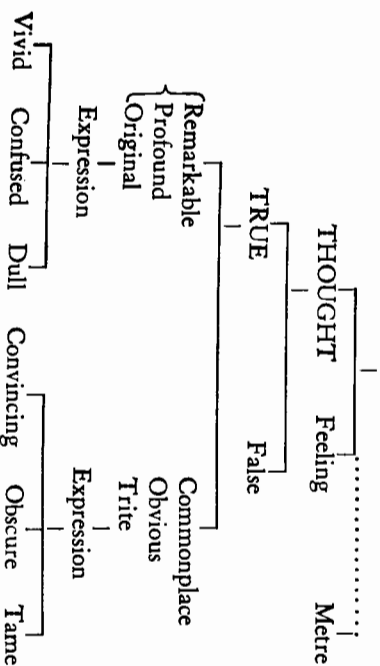 THOUGHT Feeling Metre
TRUE False
Remarkable Commonplace
Profound Obvious
Original Trite
Expression Expression
Vivid Confused Dull Convincing Obscure Tame